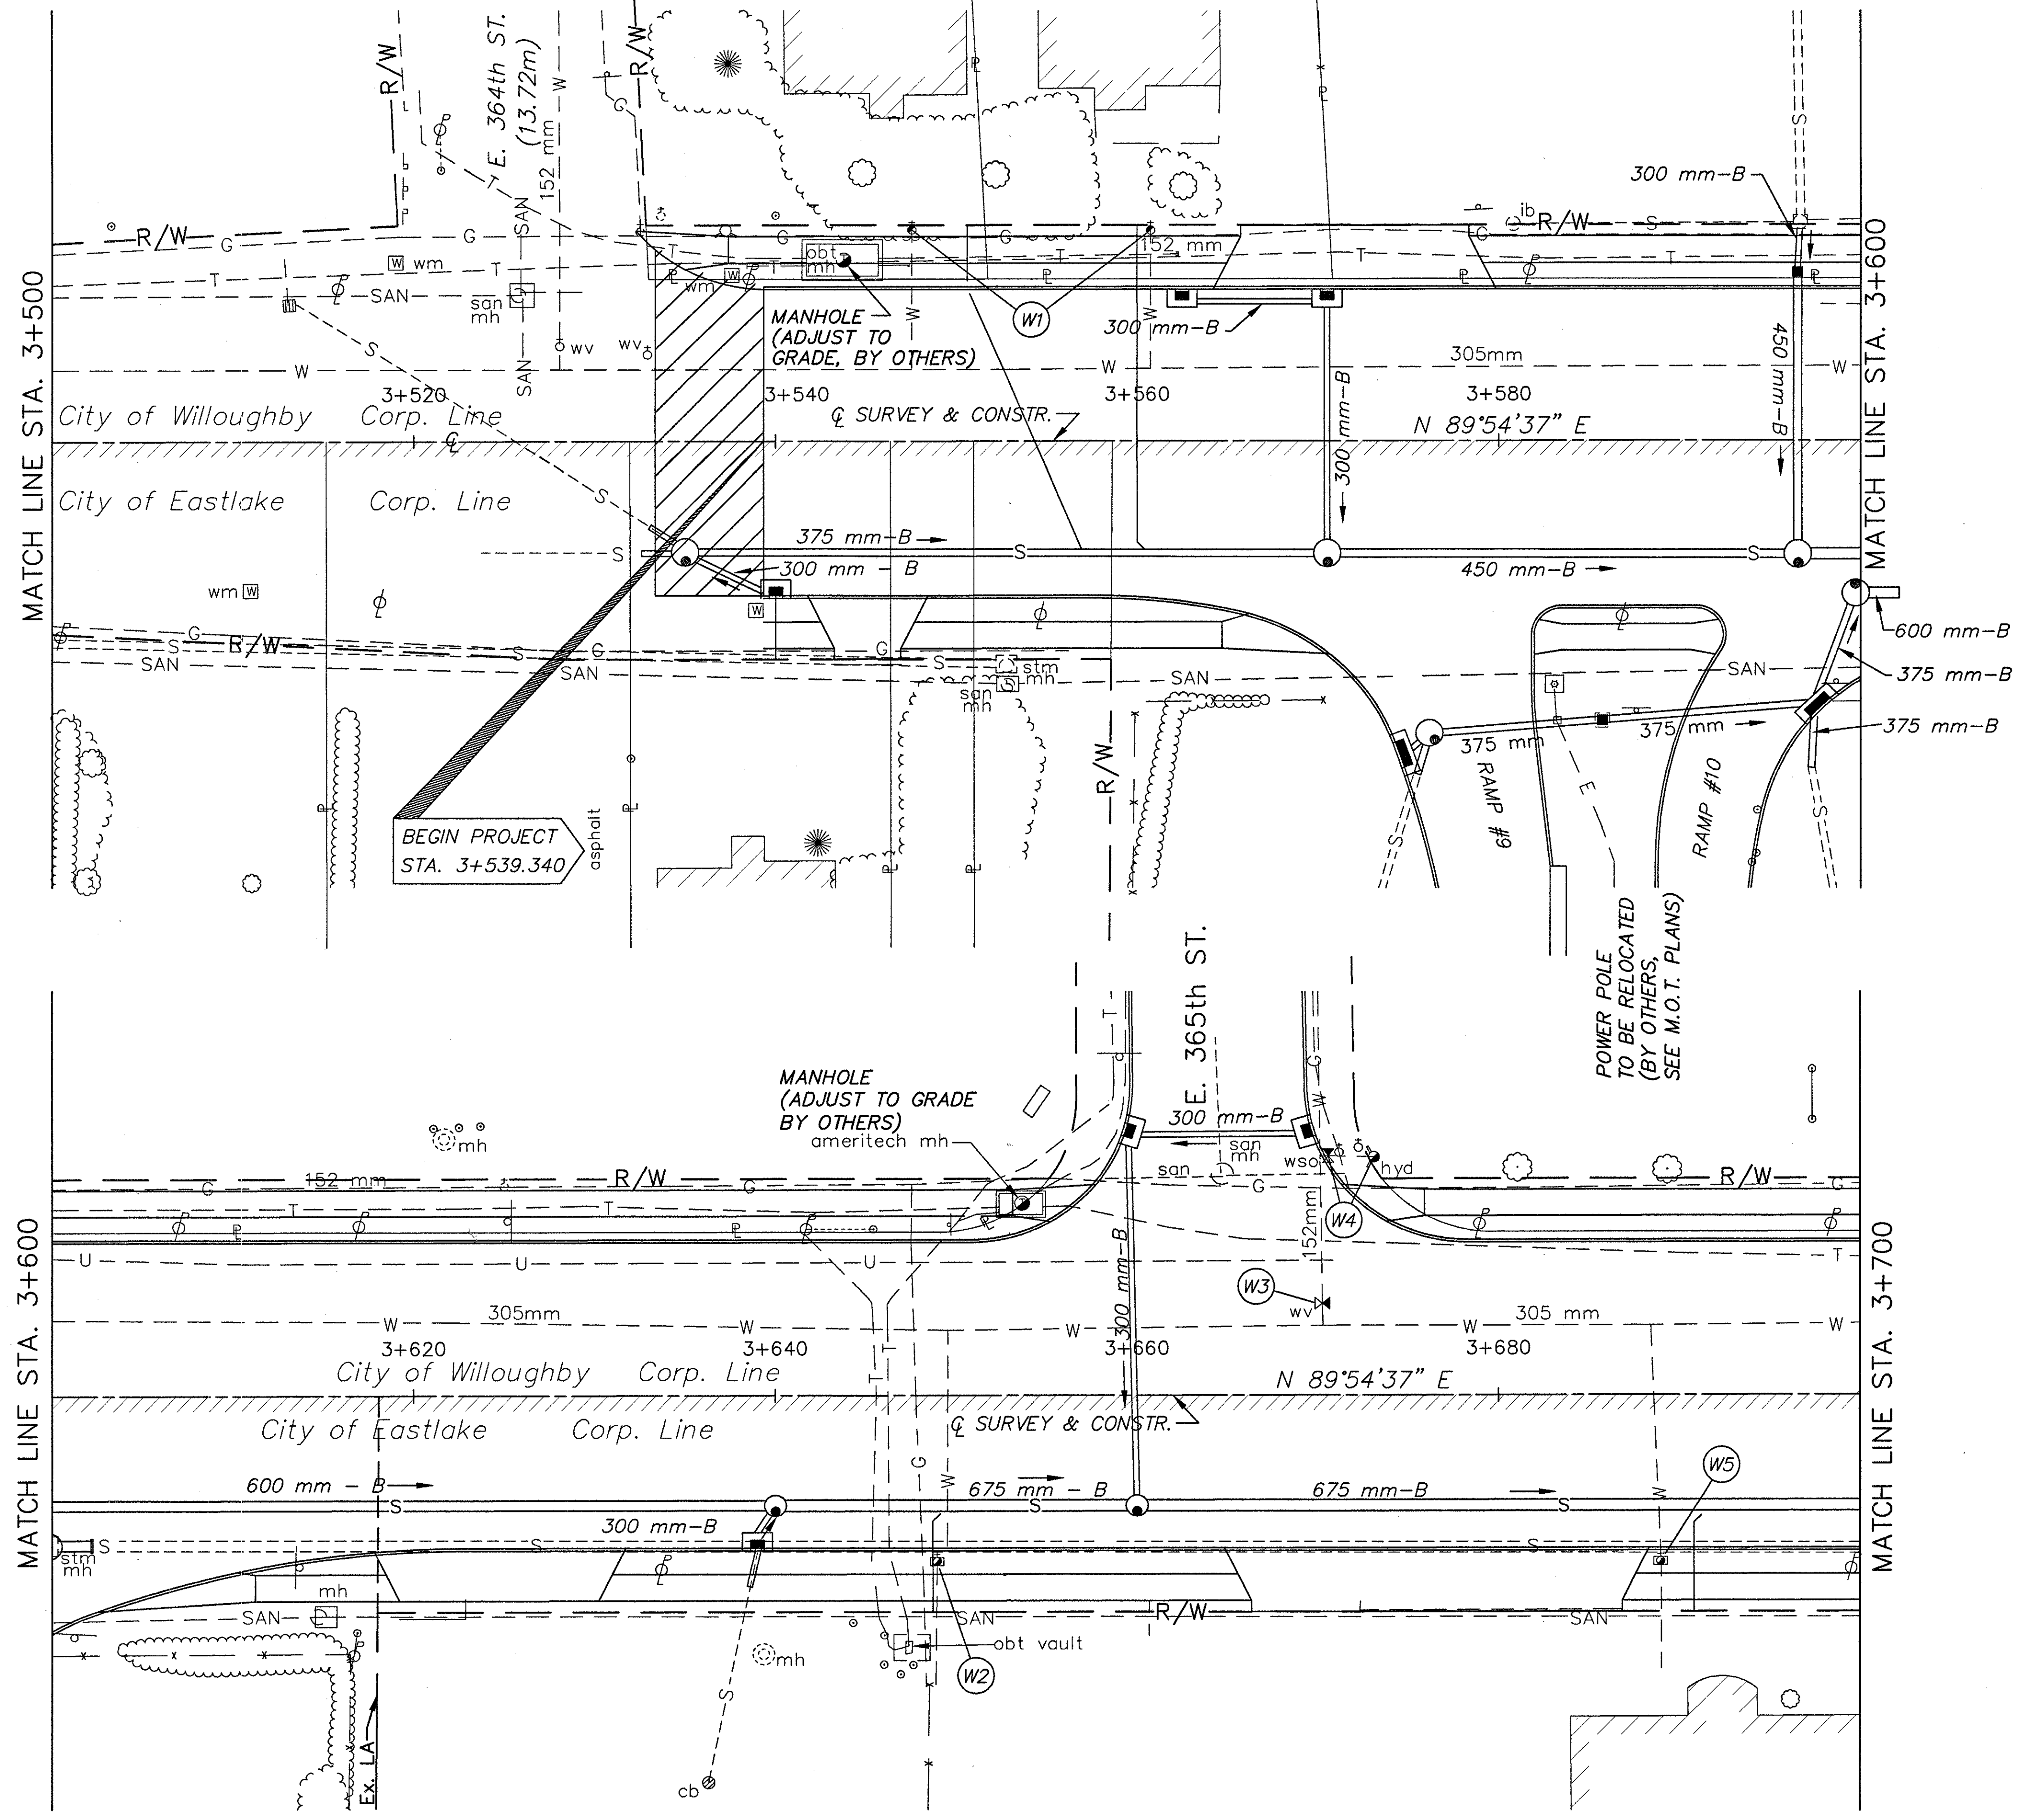 MATCH LINE STA. 3+500
R/W
E. 364th ST.
(13.72m)
152 mm
W
R/W
G
℄
℄
S
300 mm-B
ib
R/W
S
R/W
G
G
T
T
wm
SAN
san
mh
SAN
SAN
T
G
T
T
wm
W
obt
mh
G
152 mm
G
T
T
W1
MANHOLE
(ADJUST TO
GRADE, BY OTHERS)
300 mm-B
W
W
S
wv
wv
W
W
W
305mm
W
3+520
3+540
3+560
3+580
City of Willoughby Corp. Line
℄ SURVEY & CONSTR.
N 89°54'37" E
300 mm-B
450 mm-B
MATCH LINE STA. 3+600
City of Eastlake Corp. Line
S
S
375 mm-B
S
S
300 mm - B
450 mm-B
wm W
W
600 mm-B
G
S
R/W
SAN
S
G
SAN
G
S
stm
mh
san
mh
SAN
SAN
375 mm-B
375 mm-B
375 mm
375 mm
R/W
RAMP #9
RAMP #10
E
S
S
BEGIN PROJECT
STA. 3+539.340
asphalt
POWER POLE
TO BE RELOCATED
(BY OTHERS,
SEE M.O.T. PLANS)
E. 365th ST.
T
G
W
MANHOLE
(ADJUST TO GRADE
BY OTHERS)
ameritech mh
mh
300 mm-B
san
mh
san
wso
hyd
152 mm
R/W
R/W
G
G
G
G
T
T
T
W4
152mm
W3
wv
U
U
U
MATCH LINE STA. 3+600
305mm
W
W
W
W
305 mm
W
300 mm-B
3+620
3+640
3+660
3+680
City of Willoughby Corp. Line
N 89°54'37" E
T
T
City of Eastlake Corp. Line
℄ SURVEY & CONSTR.
MATCH LINE STA. 3+700
G
W
W
W5
600 mm - B
S
675 mm - B
S
675 mm-B
S
300 mm-B
stm
mh
S
S
S
mh
SAN
SAN
R/W
SAN
obt vault
W2
mh
S
cb
Ex. LA